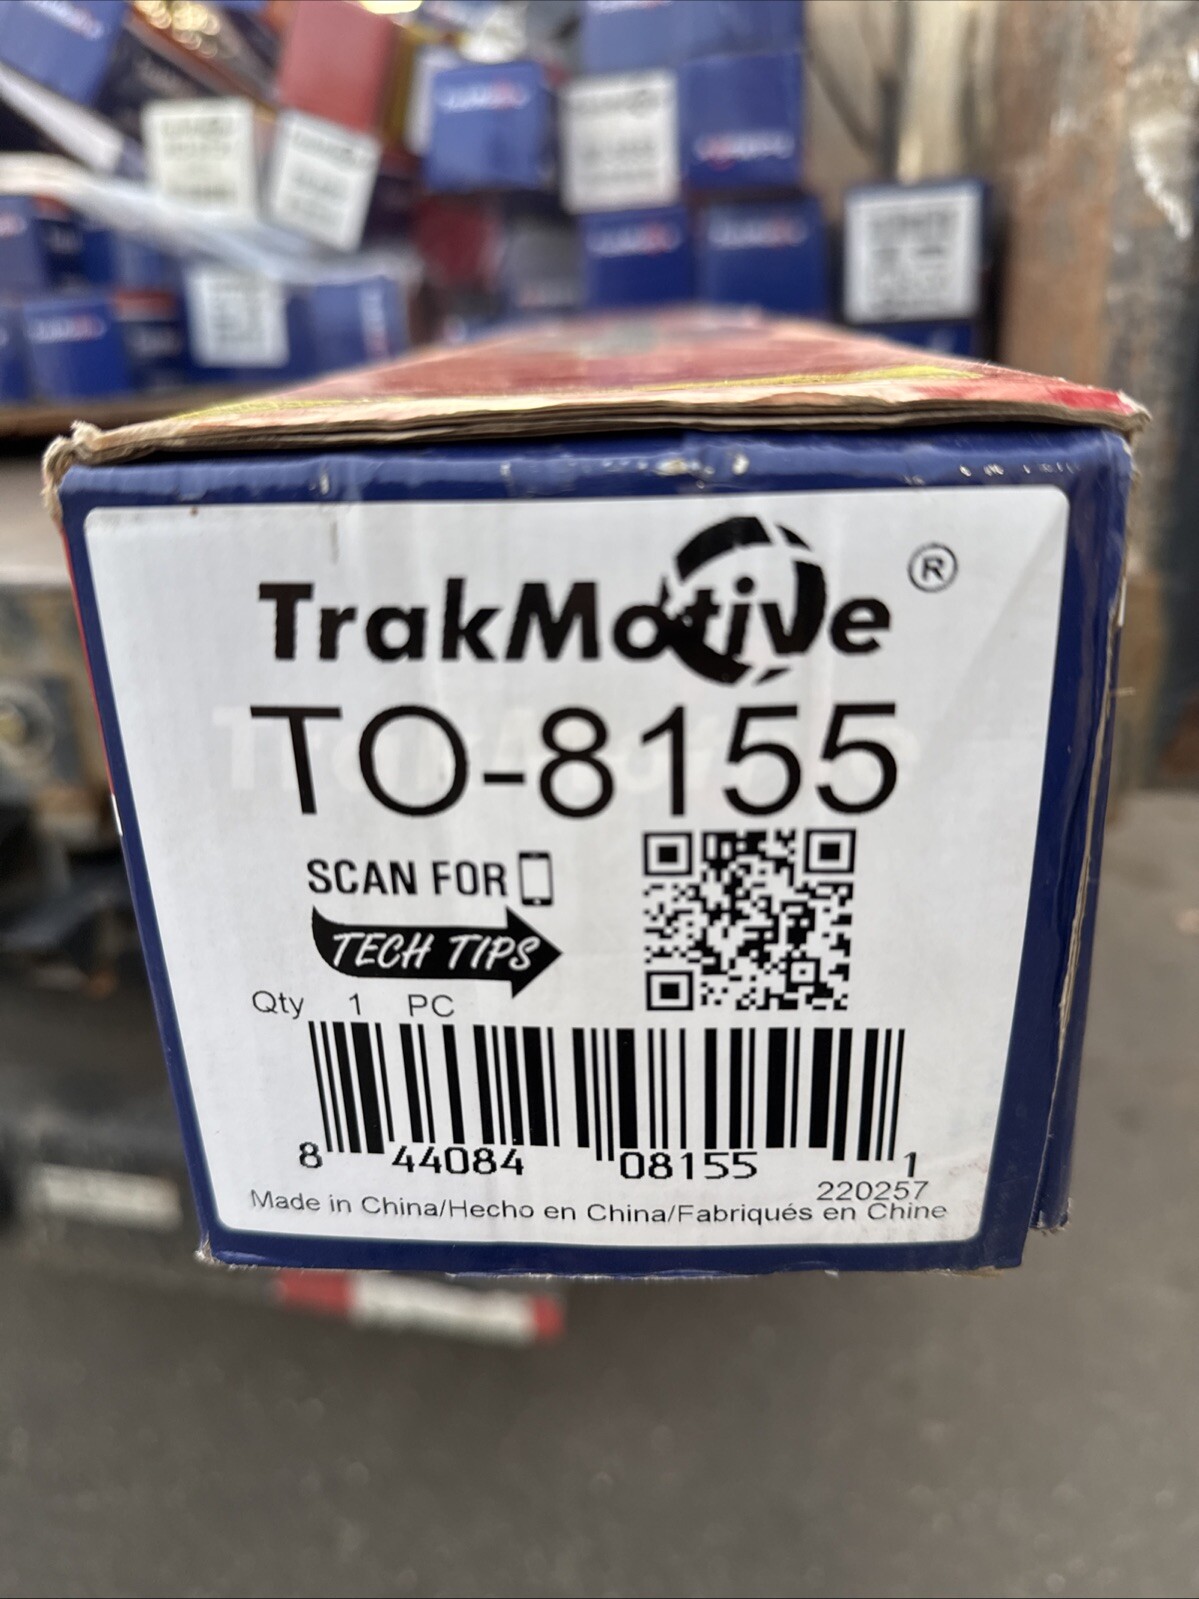 TrakMotive®
TO-8155
SCAN FOR
TECH TIPS
Qty 1 PC
8 44084 08155 1
220257
Made in China/Hecho en China/Fabriqués en Chine